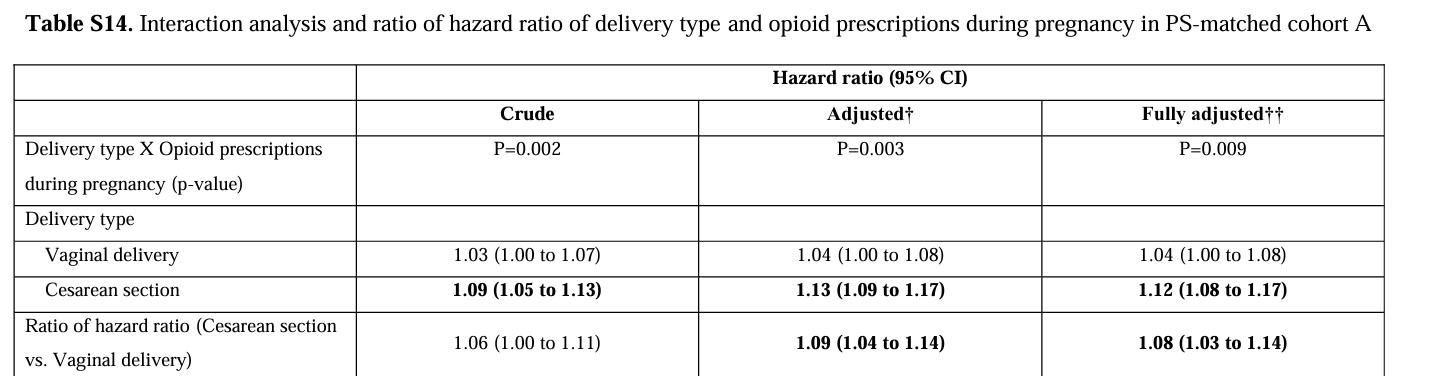 Table S14. Interaction analysis and ratio of hazard ratio of delivery type and opioid prescriptions during pregnancy in PS-matched cohort A
Hazard ratio (95% CI)
Crude Adjusted† Fully adjusted††
Delivery type X Opioid prescriptions
during pregnancy (p-value) P=0.002 P=0.003 P=0.009
Delivery type
Vaginal delivery 1.03 (1.00 to 1.07) 1.04 (1.00 to 1.08) 1.04 (1.00 to 1.08)
Cesarean section 1.09 (1.05 to 1.13) 1.13 (1.09 to 1.17) 1.12 (1.08 to 1.17)
Ratio of hazard ratio (Cesarean section
vs. Vaginal delivery) 1.06 (1.00 to 1.11) 1.09 (1.04 to 1.14) 1.08 (1.03 to 1.14)